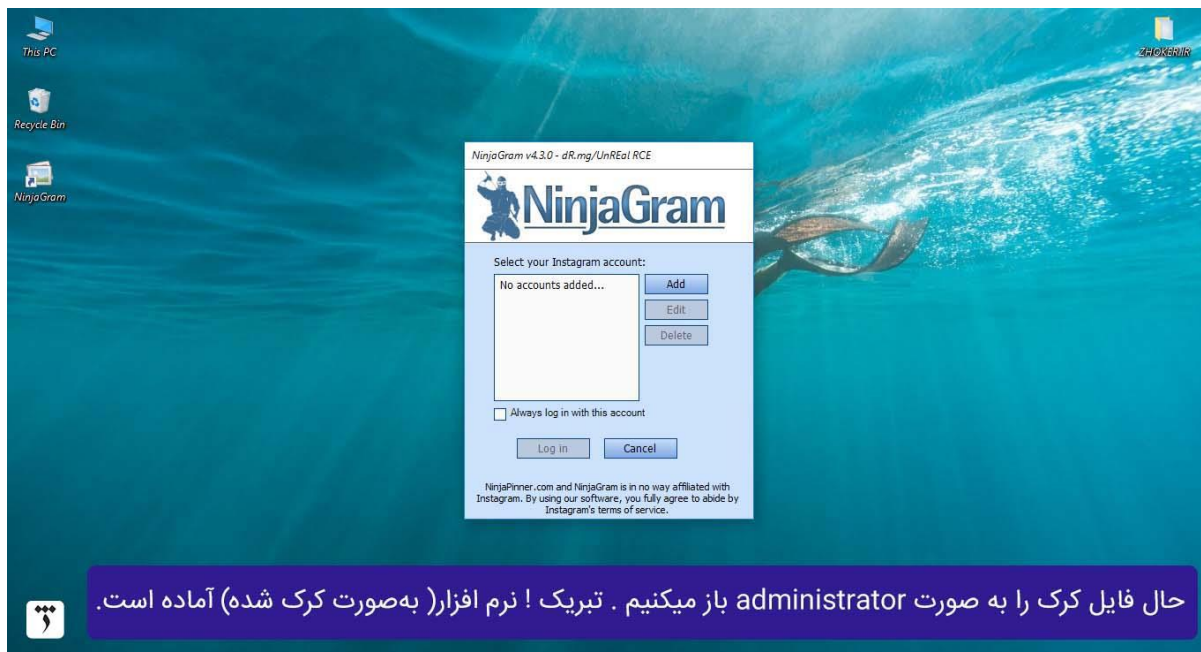 This PC
ZHOKER.IR
Recycle Bin
NinjaGram
NinjaGram v4.3.0 - dR.mg/UnREal RCE
NinjaGram
Select your Instagram account:
No accounts added...
Add
Edit
Delete
Always log in with this account
Log in
Cancel
NinjaPinner.com and NinjaGram is in no way affiliated with
Instagram. By using our software, you fully agree to abide by
Instagram's terms of service.
حال فایل کرک را به صورت administrator باز میکنیم . تبریک ! نرم افزار( به‌صورت کرک شده) آماده است.